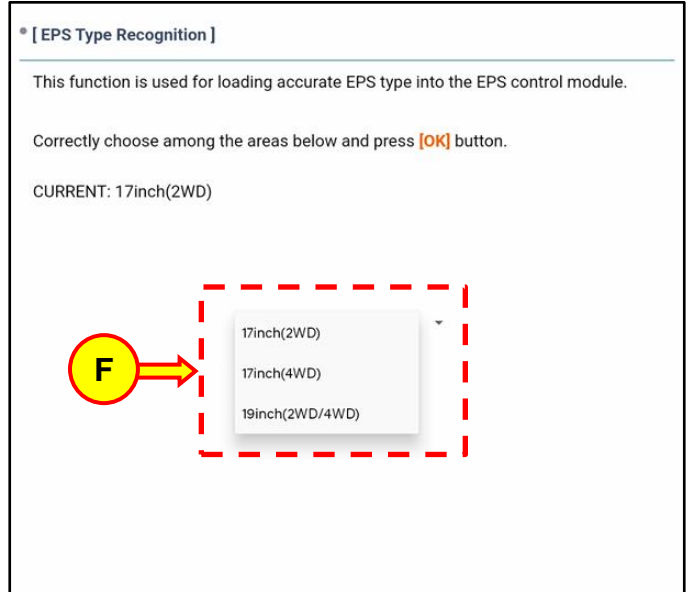 [ EPS Type Recognition ]
This function is used for loading accurate EPS type into the EPS control module.
Correctly choose among the areas below and press [OK] button.
CURRENT: 17inch(2WD)
17inch(2WD)
F
17inch(4WD)
19inch(2WD/4WD)